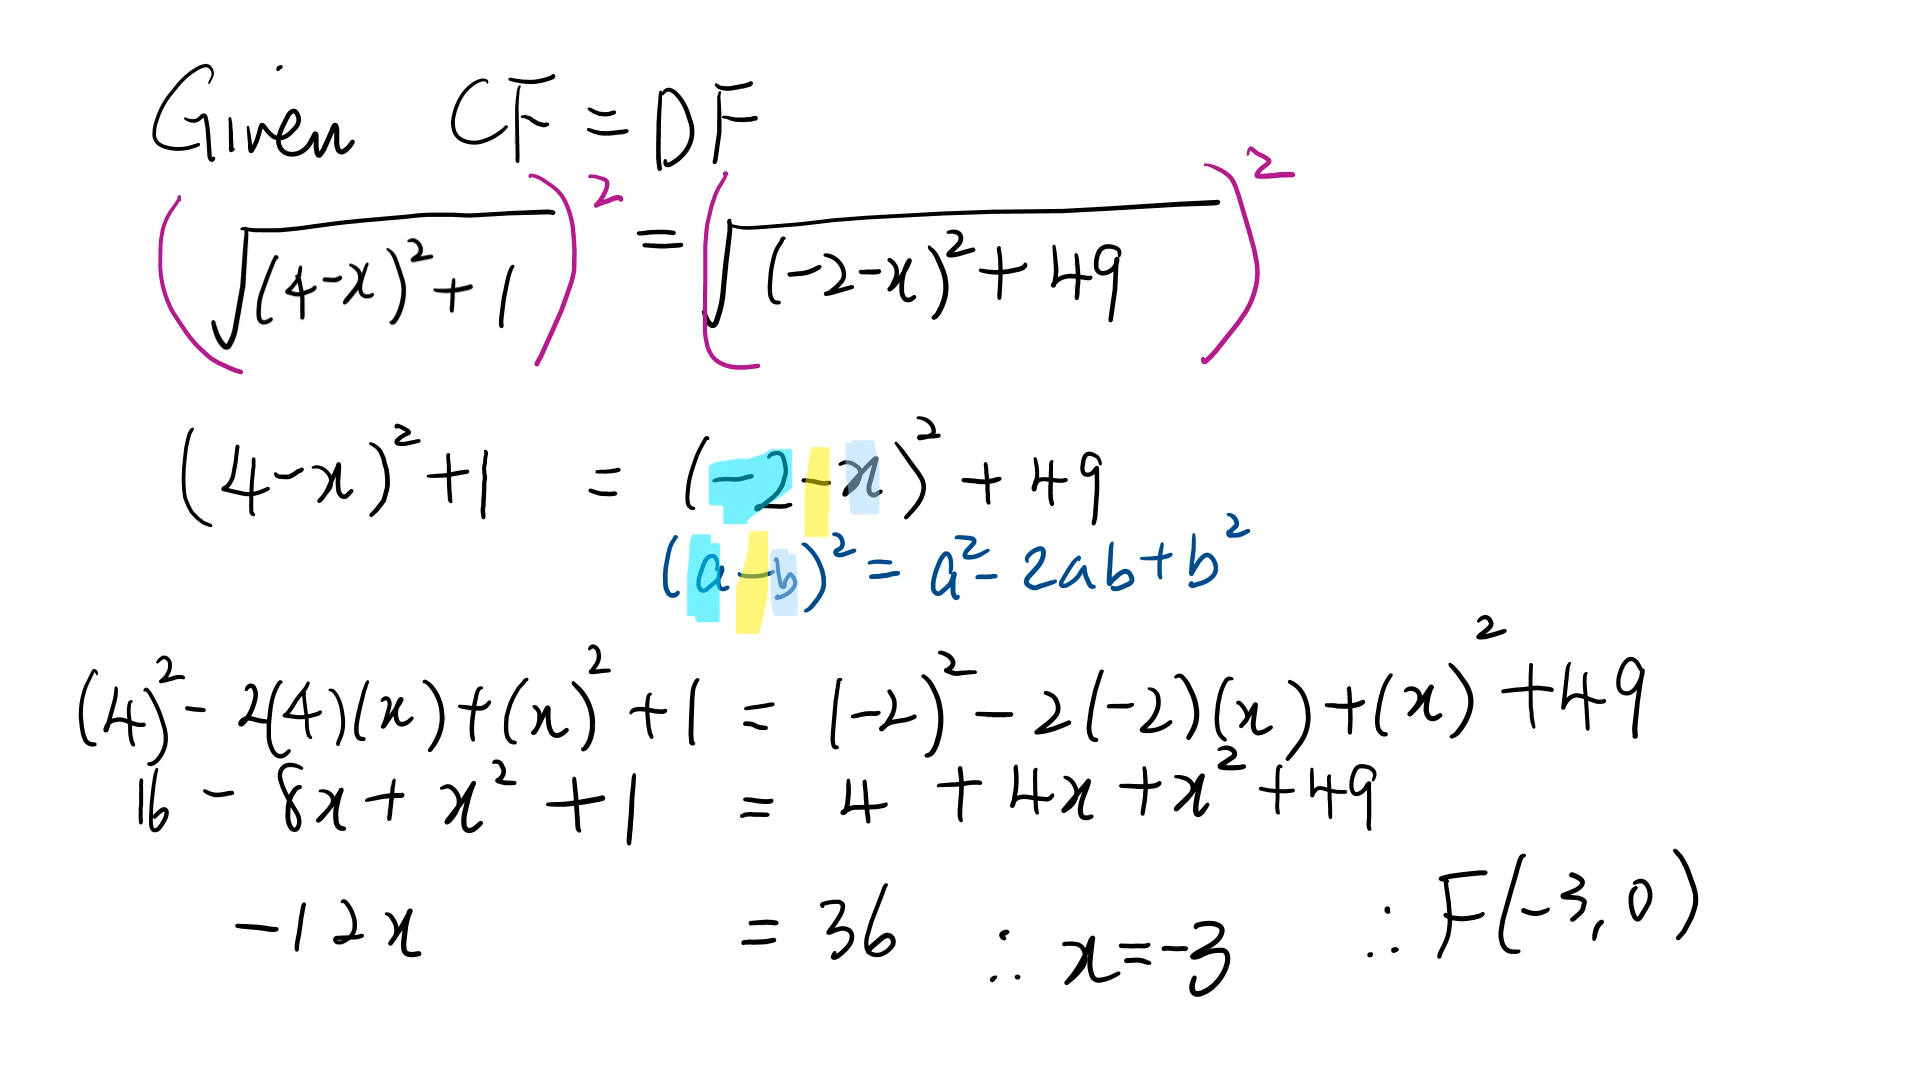 Given CF = DF
(√((4-x)²+1))² = (√((-2-x)²+49))²
(4-x)²+1 = (-2-x)²+49
(a-b)² = a²-2ab+b²
(4)²-2(4)(x)+(x)²+1 = (-2)²-2(-2)(x)+(x)²+49
16-8x+x²+1 = 4+4x+x²+49
-12x = 36 ∴ x=-3 ∴ F(-3,0)